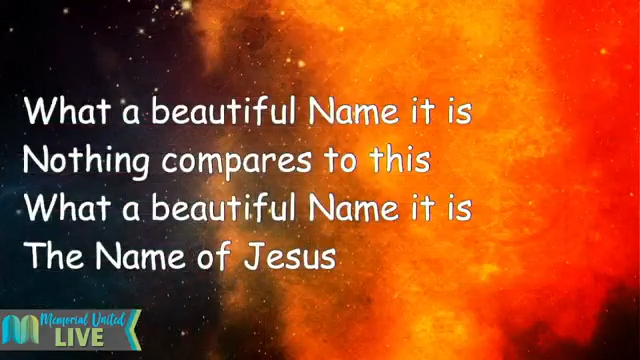 What a beautiful Name it is
Nothing compares to this
What a beautiful Name it is
The Name of Jesus
Memorial United
LIVE